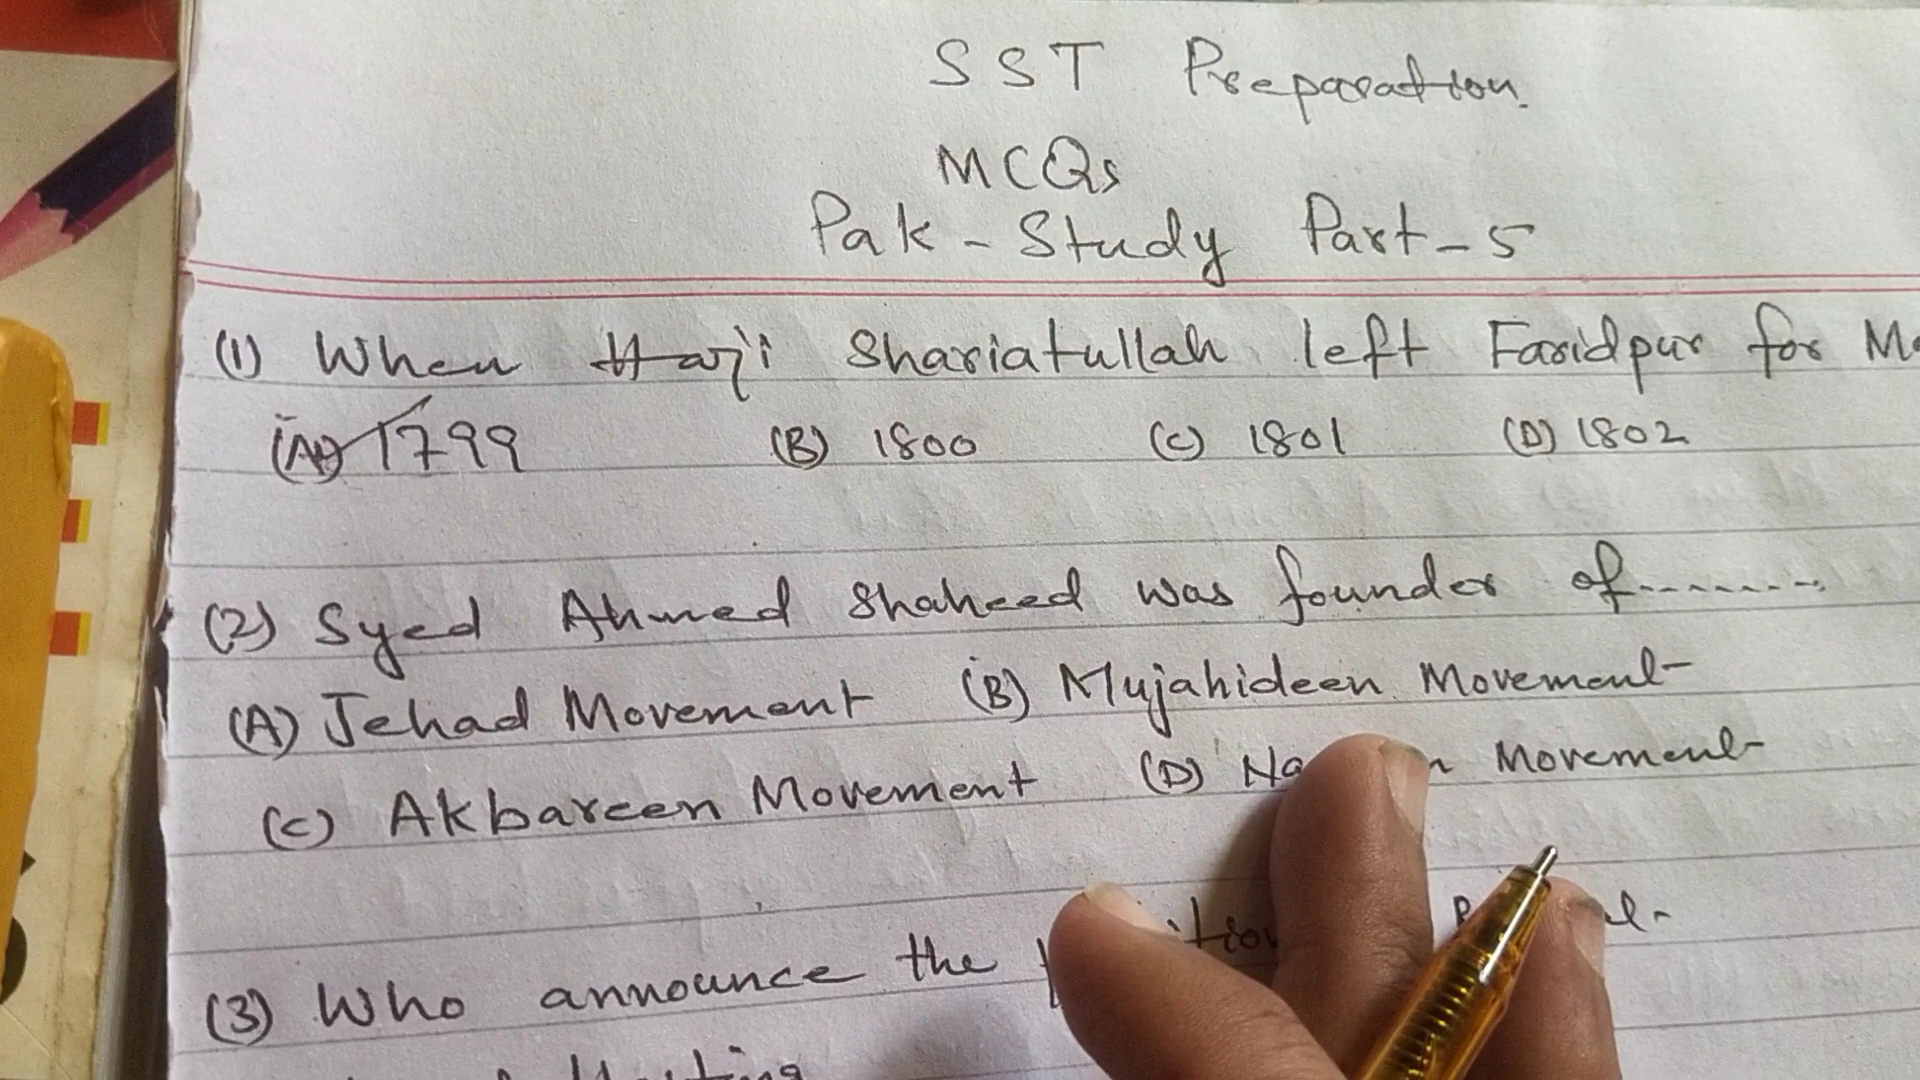 SST Preparation.
MCQs
Pak-Study Part-5
(1) When Haji Shariatullah left Faridpur for
(A) 1799 (B) 1800 (C) 1801 (D) 1802
(2) Syed Ahmed Shaheed was founder of.......
(A) Jehad Movement (B) Mujahideen Movement
(C) Akbareen Movement (D) Movement
(3) Who announce the